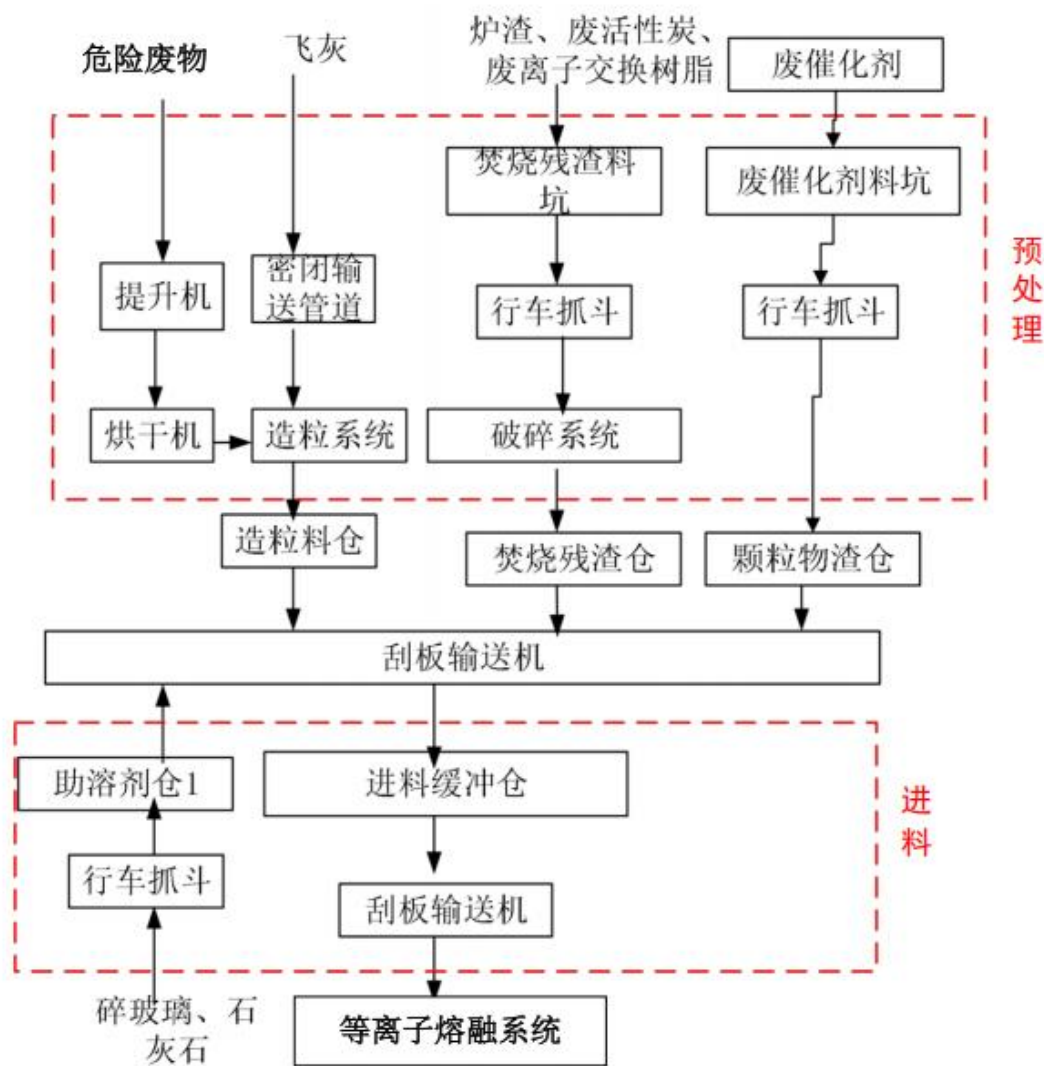 危险废物
飞灰
炉渣、废活性炭、
废离子交换树脂
废催化剂
焚烧残渣料
坑
废催化剂料坑
预
处
理
提升机
密闭输
送管道
行车抓斗
行车抓斗
烘干机
造粒系统
破碎系统
造粒料仓
焚烧残渣仓
颗粒物渣仓
刮板输送机
助溶剂仓1
进料缓冲仓
进
料
行车抓斗
刮板输送机
碎玻璃、石
灰石
等离子熔融系统